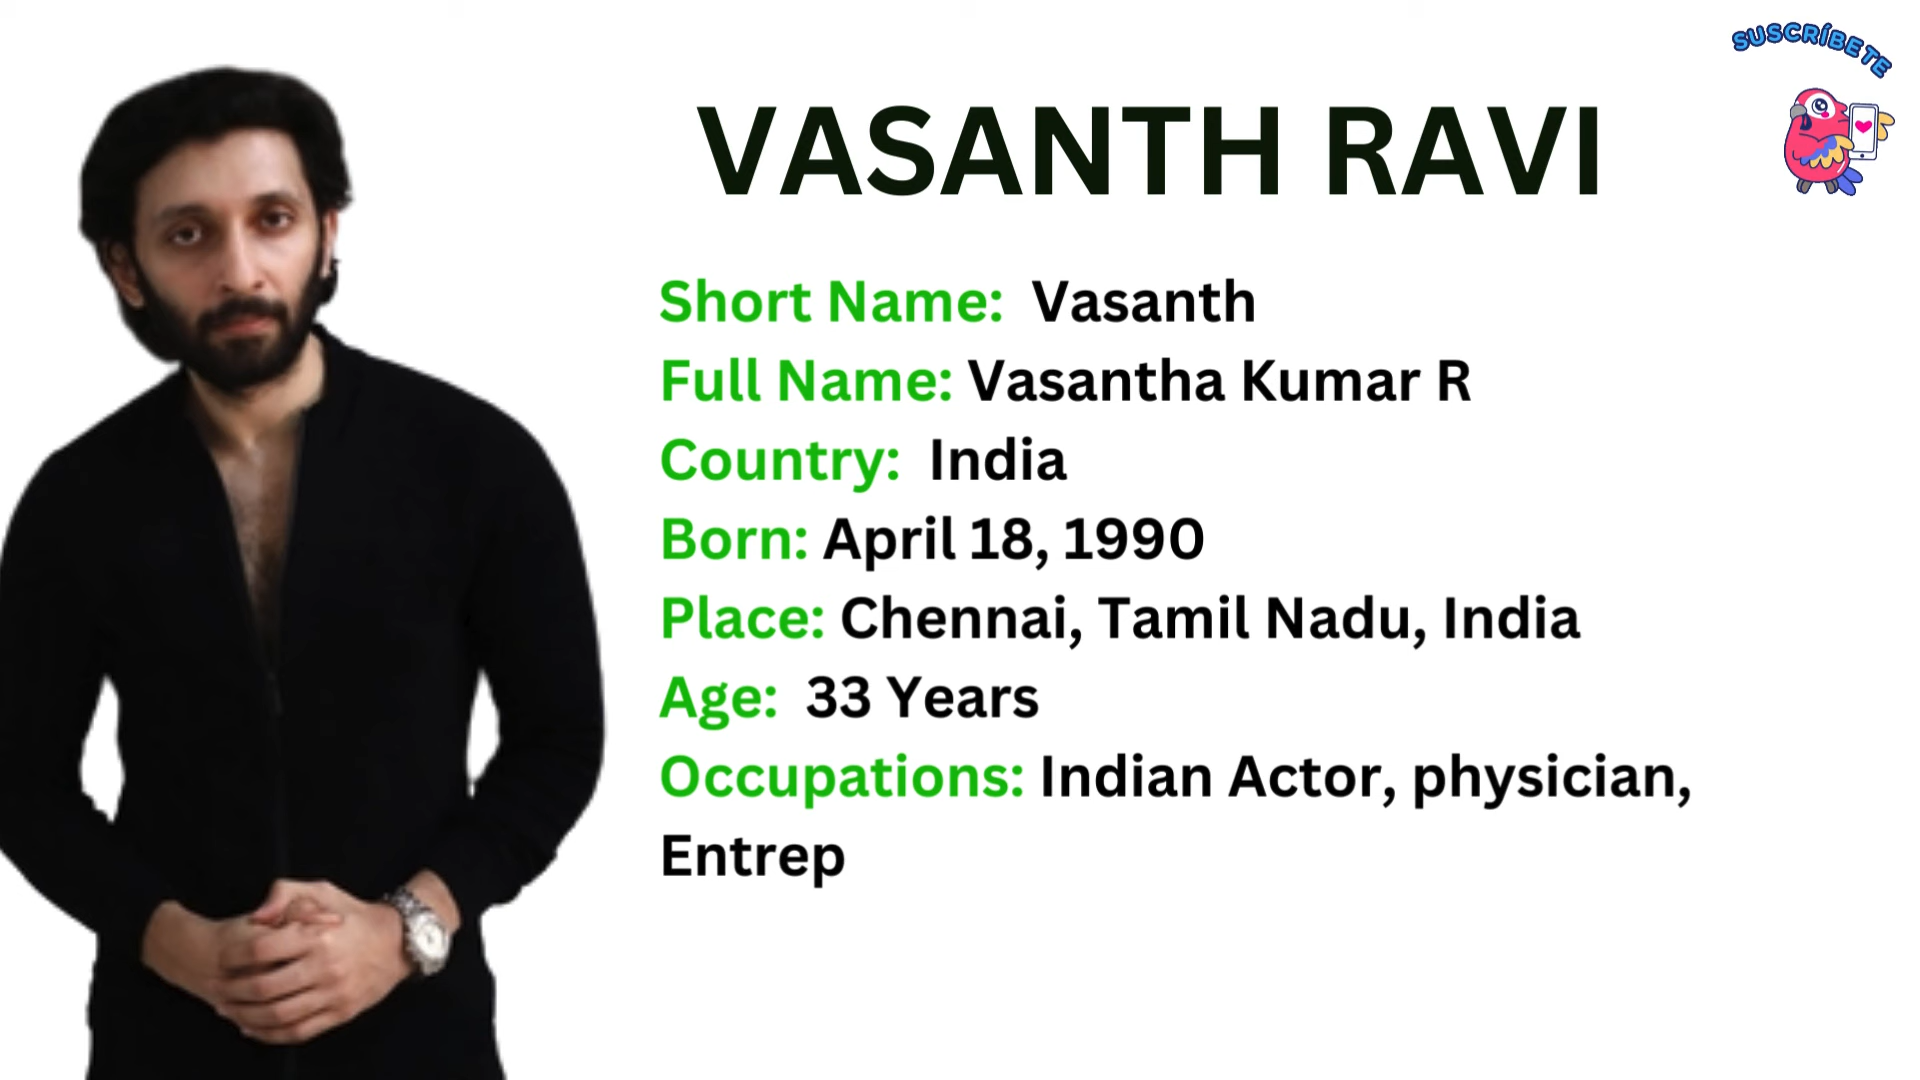 SUSCRÍBETE
VASANTH RAVI
Short Name: Vasanth
Full Name: Vasantha Kumar R
Country: India
Born: April 18, 1990
Place: Chennai, Tamil Nadu, India
Age: 33 Years
Occupations: Indian Actor, physician,
Entrep